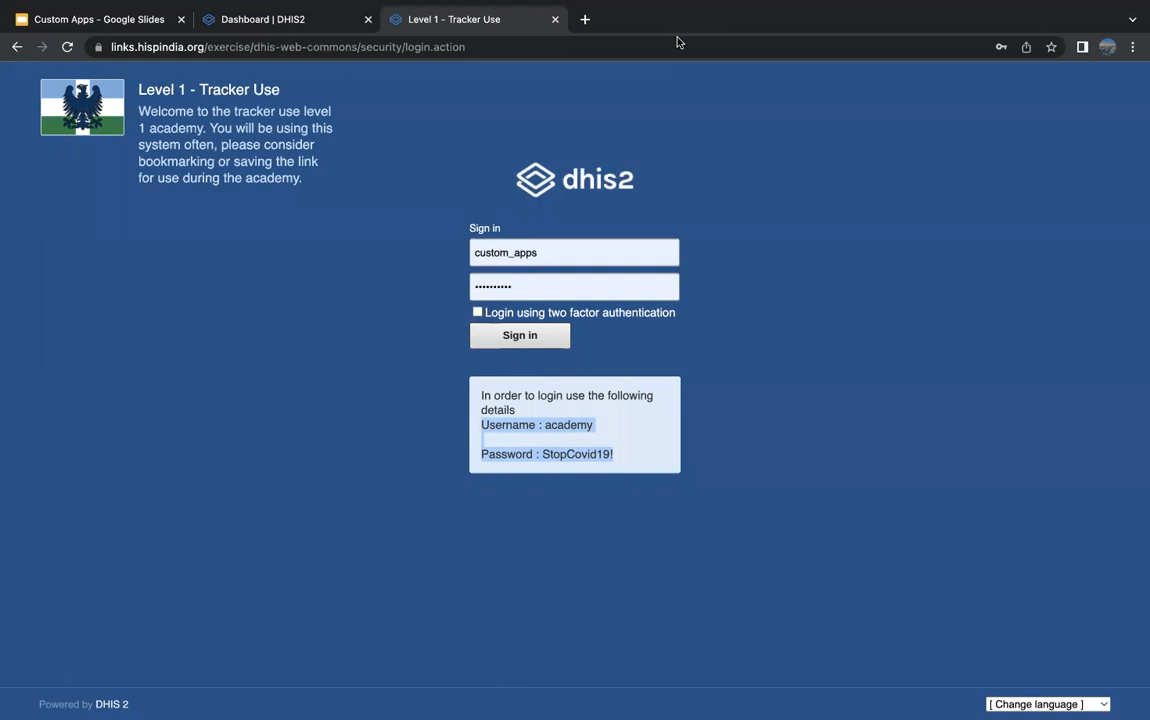 Custom Apps - Google Slides
Dashboard | DHIS2
Level 1 - Tracker Use
links.hispindia.org/exercise/dhis-web-commons/security/login.action
Level 1 - Tracker Use
Welcome to the tracker use level
1 academy. You will be using this
system often, please consider
bookmarking or saving the link
for use during the academy.
dhis2
Sign in
custom_apps
••••••••••
Login using two factor authentication
Sign in
In order to login use the following
details
Username : academy
Password : StopCovid19!
Powered by DHIS 2
[ Change language ]